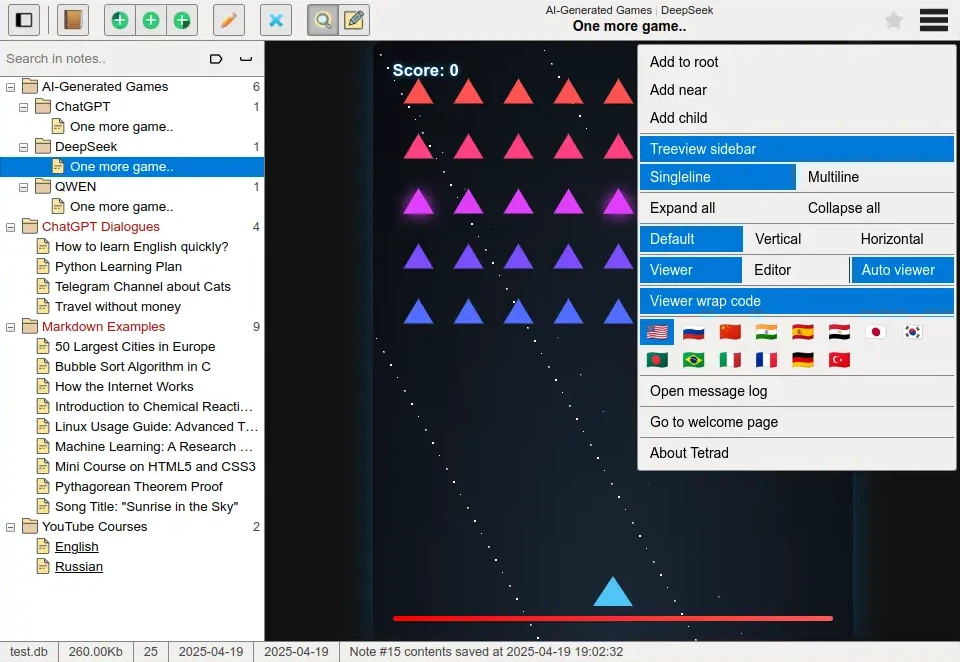 AI-Generated Games | DeepSeek
One more game..
Search in notes..
AI-Generated Games 6
ChatGPT 1
One more game..
DeepSeek 1
One more game..
QWEN 1
One more game..
ChatGPT Dialogues 4
How to learn English quickly?
Python Learning Plan
Telegram Channel about Cats
Travel without money
Markdown Examples 9
50 Largest Cities in Europe
Bubble Sort Algorithm in C
How the Internet Works
Introduction to Chemical Reacti...
Linux Usage Guide: Advanced T...
Machine Learning: A Research ...
Mini Course on HTML5 and CSS3
Pythagorean Theorem Proof
Song Title: "Sunrise in the Sky"
YouTube Courses 2
English
Russian
Score: 0
Add to root
Add near
Add child
Treeview sidebar
Singleline Multiline
Expand all Collapse all
Default Vertical Horizontal
Viewer Editor Auto viewer
Viewer wrap code
Open message log
Go to welcome page
About Tetrad
test.db 260.00Kb 25 2025-04-19 2025-04-19 Note #15 contents saved at 2025-04-19 19:02:32